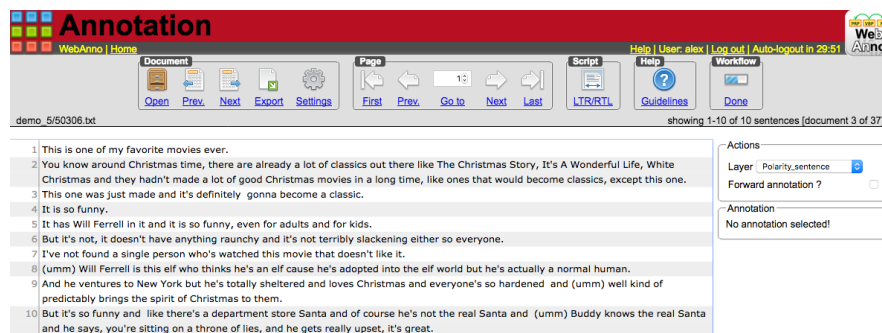 Annotation
WebAnno | Home
Help | User: alex | Log out | Auto-logout in 29:51
Document
Page
Script
Help
Workflow
1
Open Prev. Next Export Settings
First Prev. Go to Next Last
LTR/RTL
Guidelines
Done
demo_5/50306.txt
showing 1-10 of 10 sentences [document 3 of 37
1 This is one of my favorite movies ever.
2 You know around Christmas time, there are already a lot of classics out there like The Christmas Story, It's A Wonderful Life, White
Christmas and they hadn't made a lot of good Christmas movies in a long time, like ones that would become classics, except this one.
3 This one was just made and it's definitely  gonna become a classic.
4 It is so funny.
5 It has Will Ferrell in it and it is so funny, even for adults and for kids.
6 But it's not, it doesn't have anything raunchy and it's not terribly slackening either so everyone.
7 I've not found a single person who's watched this movie that doesn't like it.
8 (umm) Will Ferrell is this elf who thinks he's an elf cause he's adopted into the elf world but he's actually a normal human.
9 And he ventures to New York but he's totally sheltered and loves Christmas and everyone's so hardened  and (umm) well kind of
predictably brings the spirit of Christmas to them.
10 But it's so funny and  like there's a department store Santa and of course he's not the real Santa and  (umm) Buddy knows the real Santa
and he says, you're sitting on a throne of lies, and he gets really upset, it's great.
Actions
Layer Polarity_sentence
Forward annotation ?
Annotation
No annotation selected!